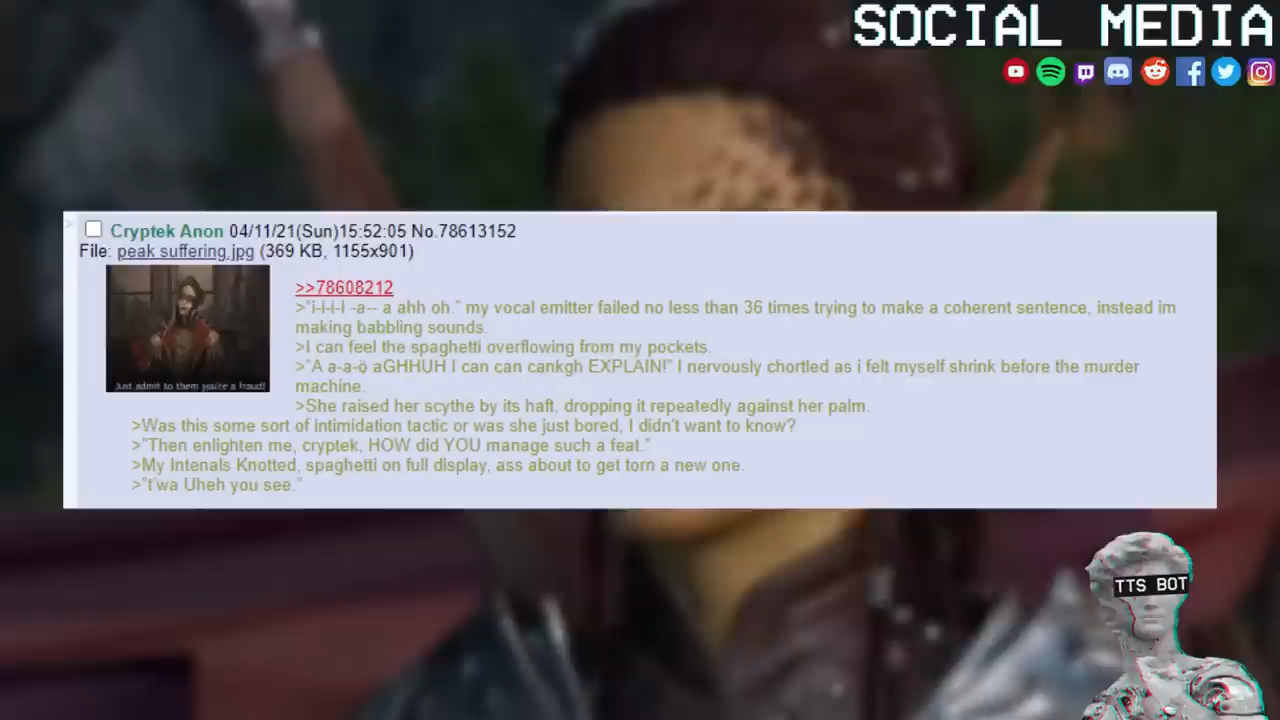 SOCIAL MEDIA
> Cryptek Anon 04/11/21(Sun)15:52:05 No.78613152
File: peak suffering.jpg (369 KB, 1155x901)
Just admit to them you're a fraud!
>>78608212
>"i-I-I-I -a-- a ahh oh." my vocal emitter failed no less than 36 times trying to make a coherent sentence, instead im
making babbling sounds.
>I can feel the spaghetti overflowing from my pockets.
>"A a-a-ö aGHHUH I can can cankgh EXPLAIN!" I nervously chortled as i felt myself shrink before the murder
machine.
>She raised her scythe by its haft, dropping it repeatedly against her palm.
>Was this some sort of intimidation tactic or was she just bored, I didn't want to know?
>"Then enlighten me, cryptek, HOW did YOU manage such a feat."
>My Intenals Knotted, spaghetti on full dIsplay, ass about to get torn a new one.
>"t'wa Uheh you see."
TTS BOT